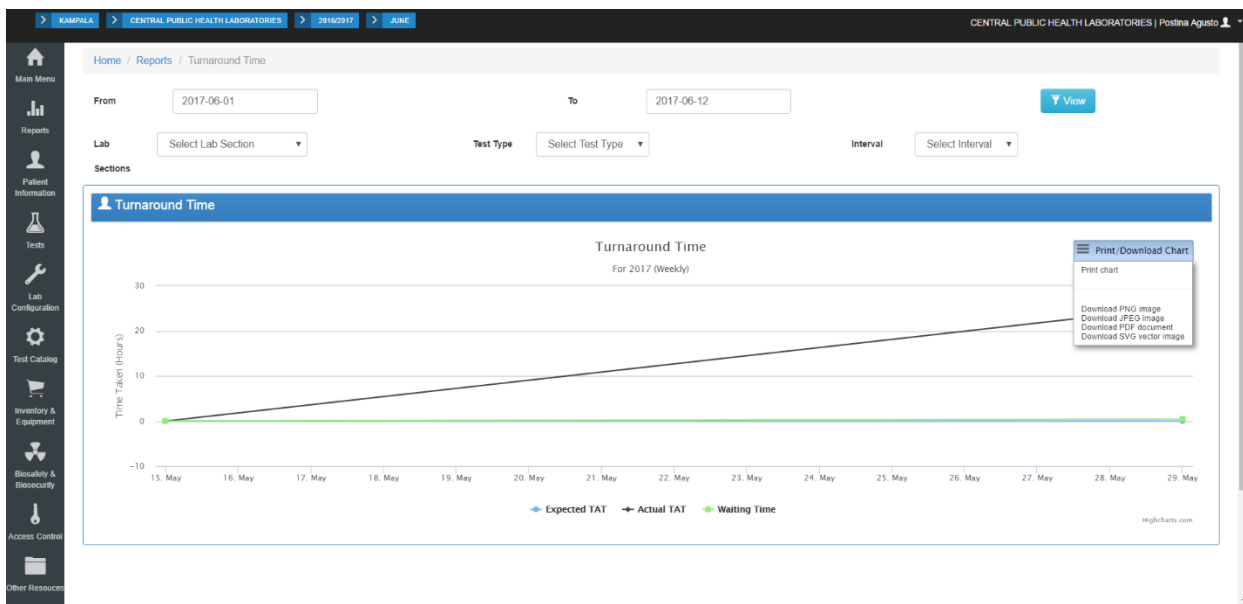 KAMPALA CENTRAL PUBLIC HEALTH LABORATORIES 2016/2017 JUNE CENTRAL PUBLIC HEALTH LABORATORIES | Postina Agusto
Main Menu
Reports
Patient
Information
Tests
Lab
Configuration
Test Catalog
Inventory &
Equipment
Biosafety &
Biosecurity
Access Control
Other Resouces
Home / Reports / Turnaround Time
From 2017-06-01 To 2017-06-12 View
Lab Select Lab Section Test Type Select Test Type Interval Select Interval
Sections
Turnaround Time
Turnaround Time
For 2017 (Weekly)
Print/Download Chart
Print chart
Download PNG image
Download JPEG image
Download PDF document
Download SVG vector image
Time Taken (Hours)
30
20
10
0
-10
15. May 16. May 17. May 18. May 19. May 20. May 21. May 22. May 23. May 24. May 25. May 26. May 27. May 28. May 29. May
Expected TAT Actual TAT Waiting Time
Highcharts.com